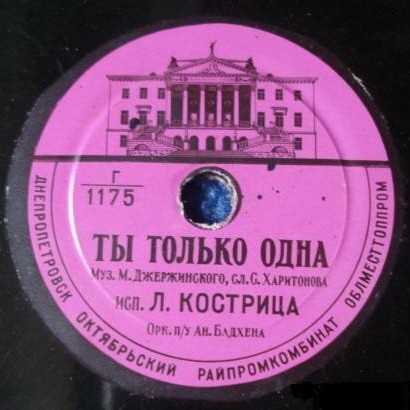 Г
1175
ТЫ ТОЛЬКО ОДНА
Муз. М. Джержинского, сл. С. Харитонова
исп. Л. КОСТРИЦА
Орк. п/у Ан. Бадхена
ДНЕПРОПЕТРОВСК ОКТЯБРЬСКИЙ РАЙПРОМКОМБИНАТ ОБЛМЕСТТОППРОМ